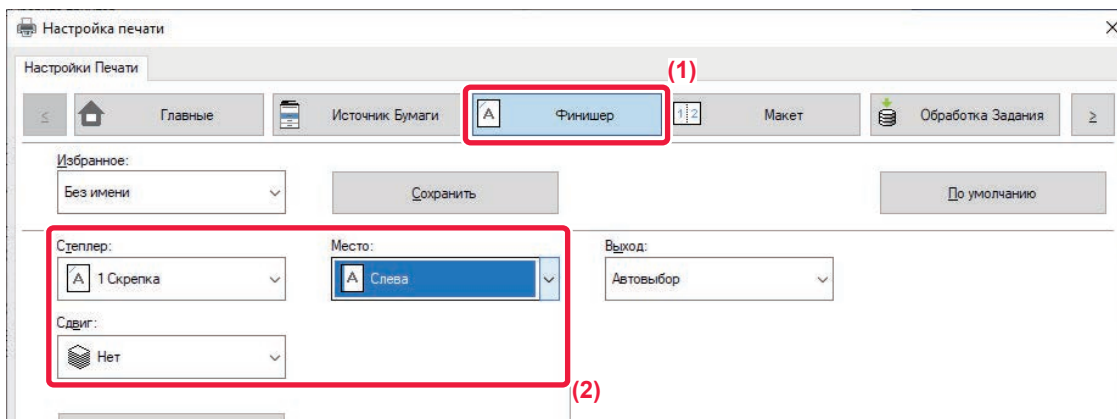 Настройка печати
Настройки Печати
(1)
Главные
Источник Бумаги
A
Финишер
1 2
Макет
Обработка Задания
Избранное:
Без имени
Сохранить
По умолчанию
Степлер:
Место:
Выход:
A 1 Скрепка
A Слева
Автовыбор
Сдвиг:
Нет
(2)